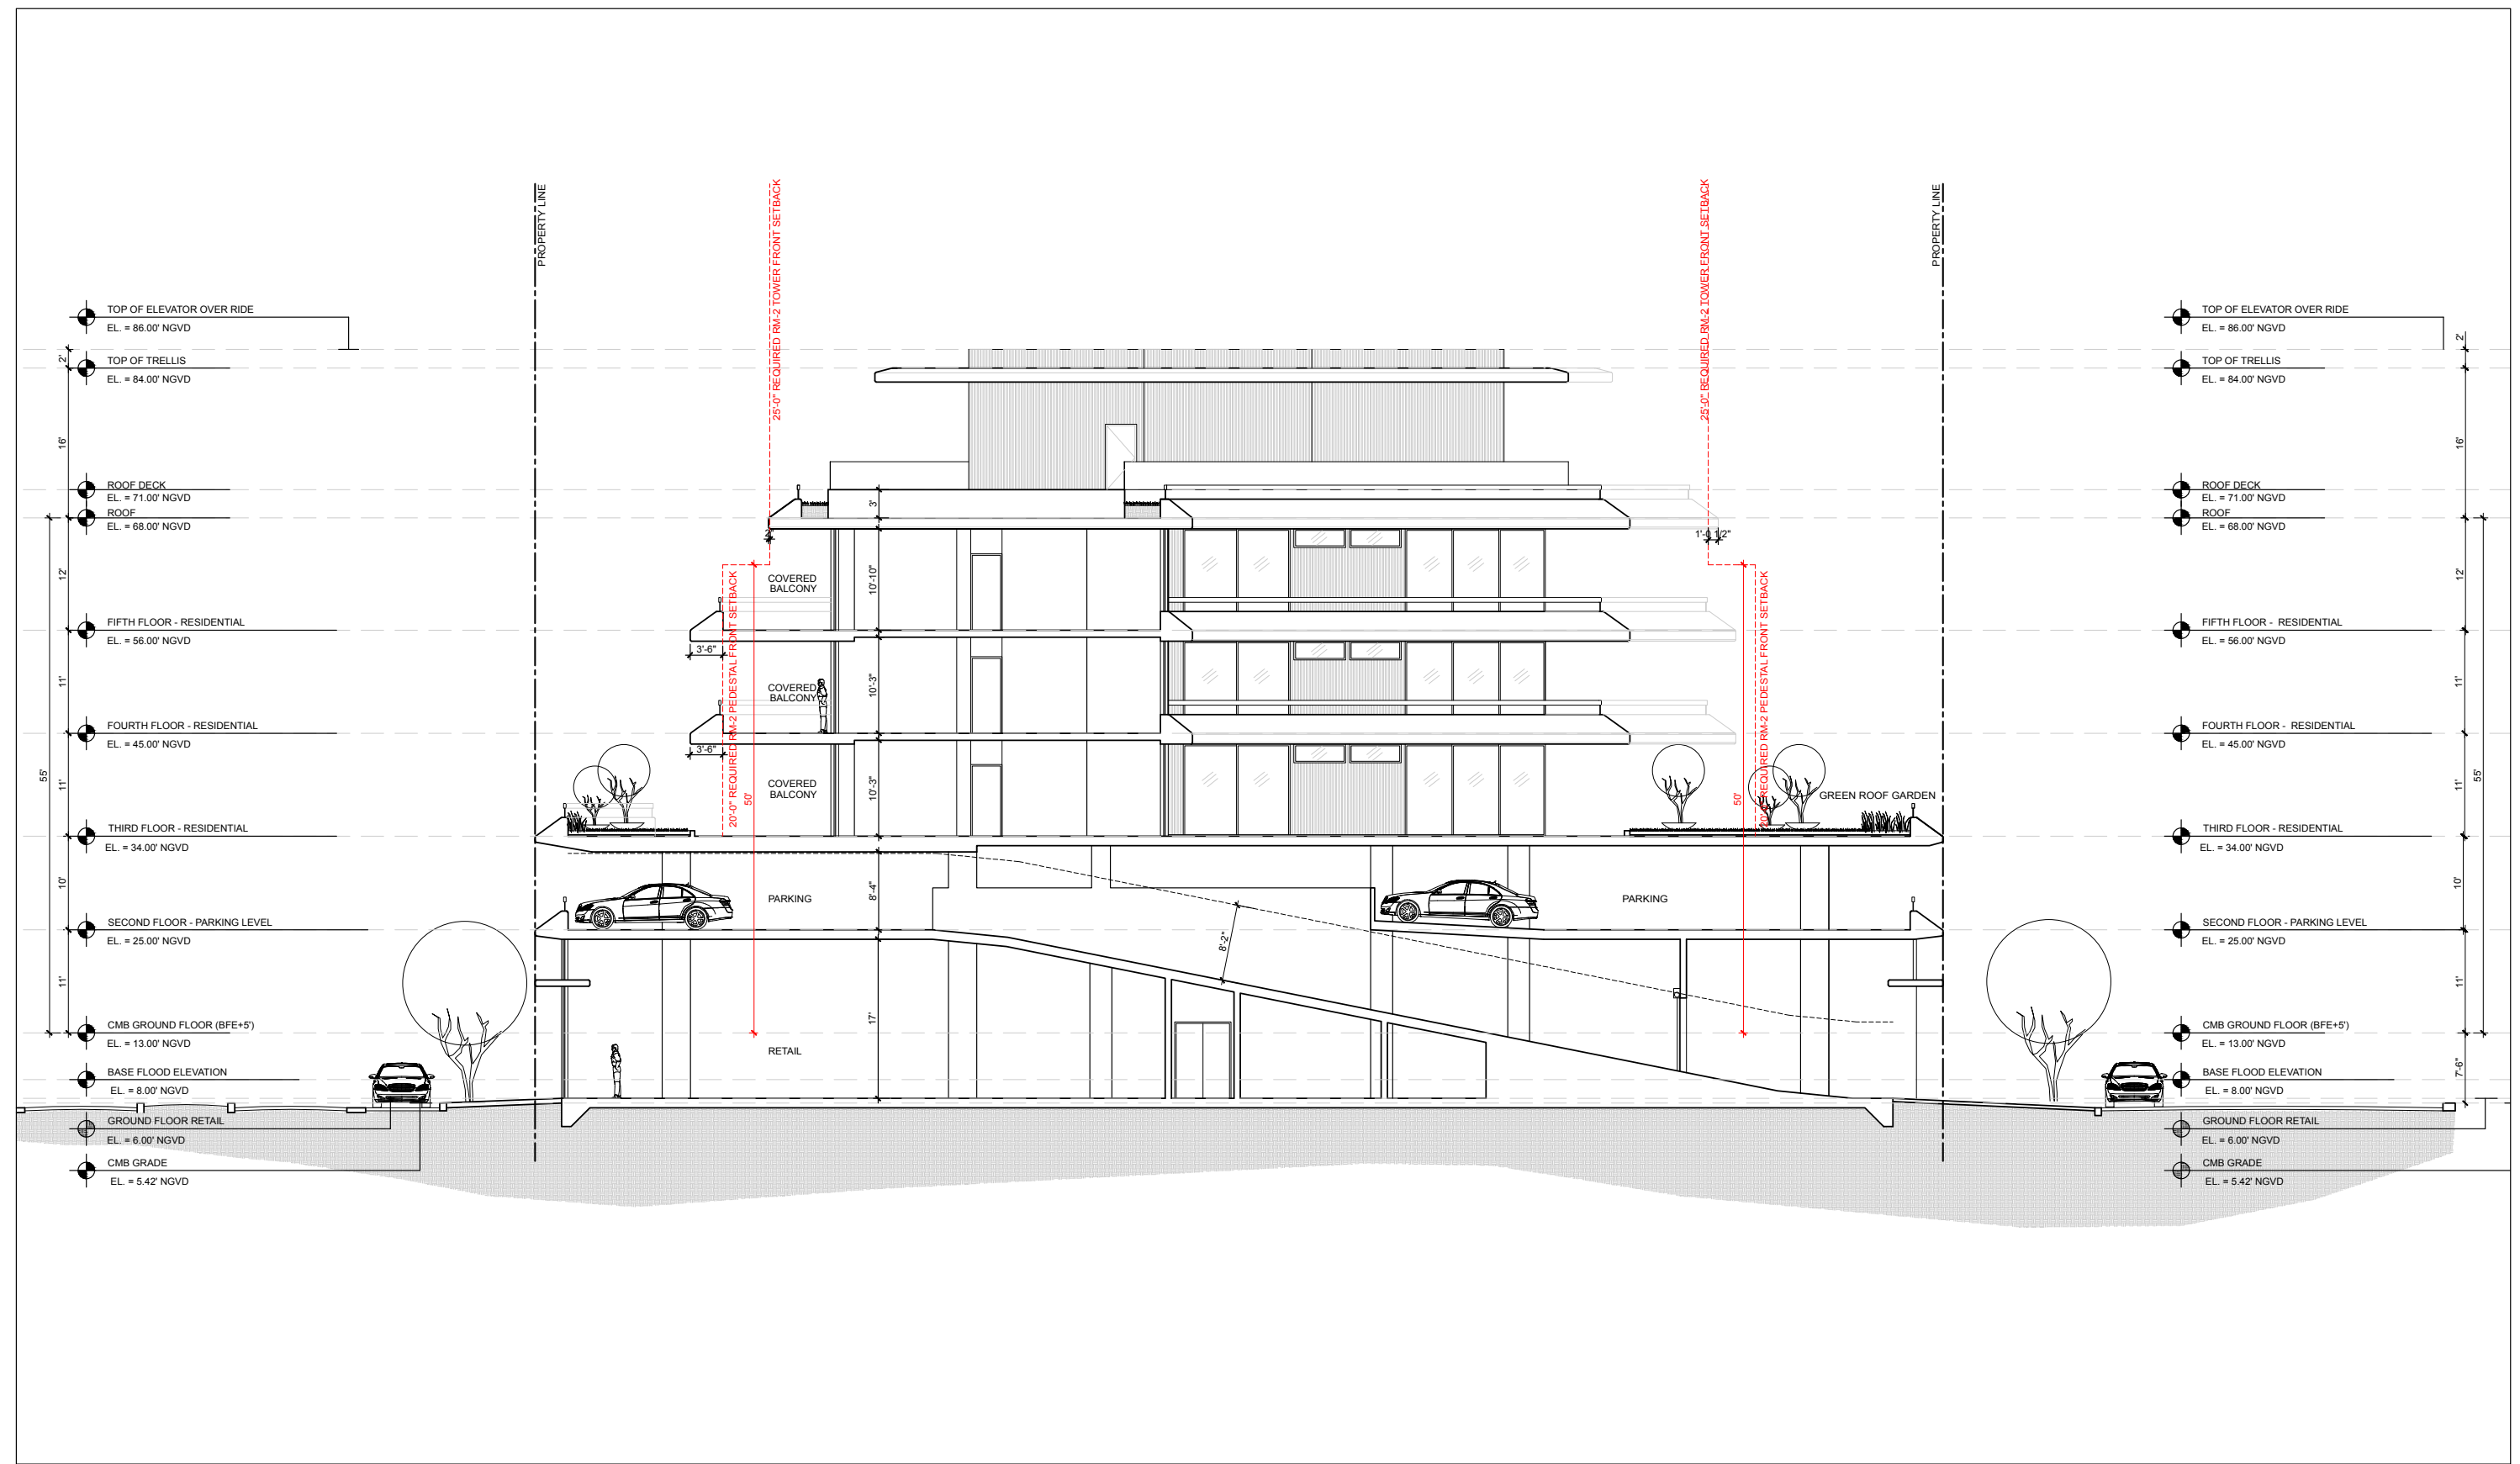 PROPERTY LINE
25'-0" REQUIRED RM-2 TOWER FRONT SETBACK
25'-0" REQUIRED RM-2 TOWER FRONT SETBACK
PROPERTY LINE
TOP OF ELEVATOR OVER RIDE
EL. = 86.00' NGVD
2'
TOP OF TRELLIS
EL. = 84.00' NGVD
16'
ROOF DECK
EL. = 71.00' NGVD
ROOF
EL. = 68.00' NGVD
12'
FIFTH FLOOR - RESIDENTIAL
EL. = 56.00' NGVD
11'
FOURTH FLOOR - RESIDENTIAL
EL. = 45.00' NGVD
55'
11'
THIRD FLOOR - RESIDENTIAL
EL. = 34.00' NGVD
10'
SECOND FLOOR - PARKING LEVEL
EL. = 25.00' NGVD
11'
CMB GROUND FLOOR (BFE+5')
EL. = 13.00' NGVD
BASE FLOOD ELEVATION
EL. = 8.00' NGVD
GROUND FLOOR RETAIL
EL. = 6.00' NGVD
CMB GRADE
EL. = 5.42' NGVD
3'
2"
1'-0 1/2"
COVERED
BALCONY
10'-10"
20'-0" REQUIRED RM-2 PEDESTAL FRONT SETBACK
3'-6"
COVERED
BALCONY
10'-3"
3'-6"
COVERED
BALCONY
10'-3"
50'
20'-0" REQUIRED RM-2 PEDESTAL FRONT SETBACK
50'
GREEN ROOF GARDEN
PARKING
8'-4"
PARKING
8'-2"
17'
RETAIL
TOP OF ELEVATOR OVER RIDE
EL. = 86.00' NGVD
2'
TOP OF TRELLIS
EL. = 84.00' NGVD
16'
ROOF DECK
EL. = 71.00' NGVD
ROOF
EL. = 68.00' NGVD
12'
FIFTH FLOOR - RESIDENTIAL
EL. = 56.00' NGVD
11'
FOURTH FLOOR - RESIDENTIAL
EL. = 45.00' NGVD
55'
11'
THIRD FLOOR - RESIDENTIAL
EL. = 34.00' NGVD
10'
SECOND FLOOR - PARKING LEVEL
EL. = 25.00' NGVD
11'
CMB GROUND FLOOR (BFE+5')
EL. = 13.00' NGVD
7'-6"
BASE FLOOD ELEVATION
EL. = 8.00' NGVD
GROUND FLOOR RETAIL
EL. = 6.00' NGVD
CMB GRADE
EL. = 5.42' NGVD